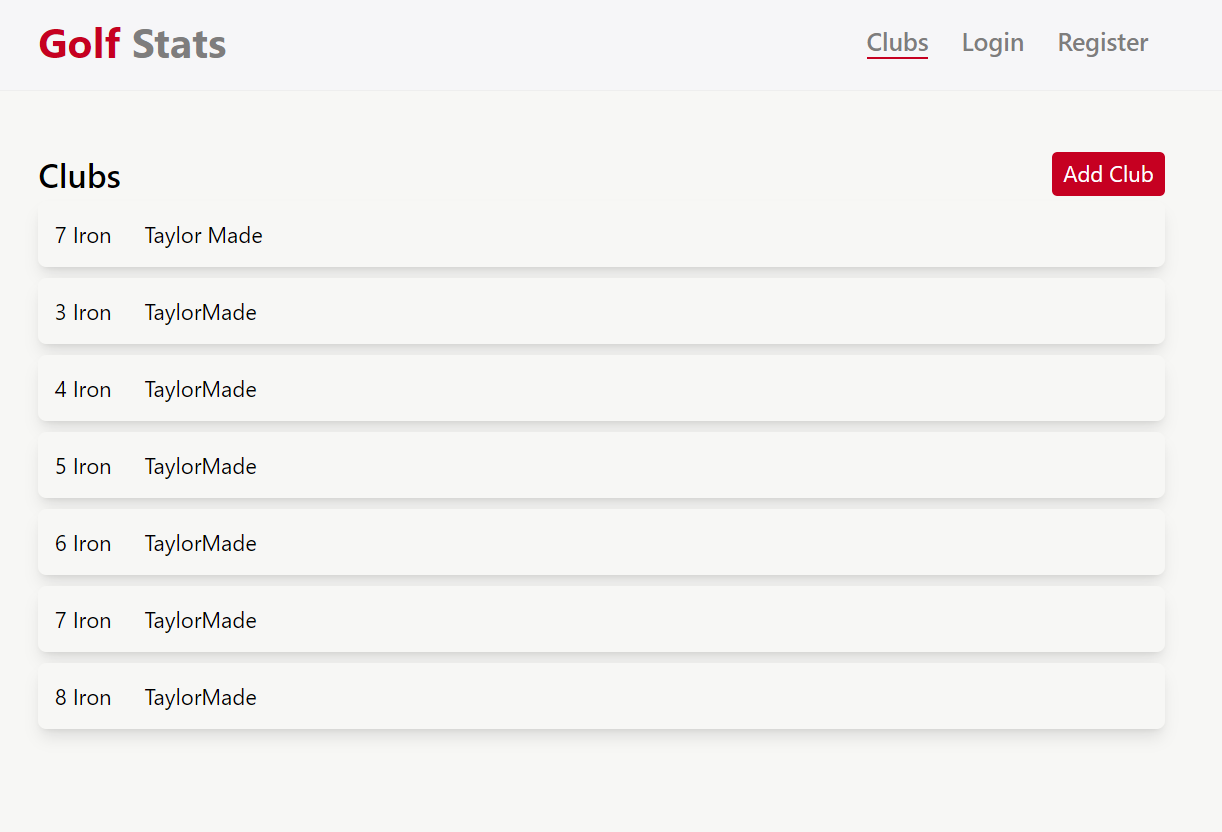 Golf Stats Clubs Login Register
Clubs Add Club
7 Iron Taylor Made
3 Iron TaylorMade
4 Iron TaylorMade
5 Iron TaylorMade
6 Iron TaylorMade
7 Iron TaylorMade
8 Iron TaylorMade